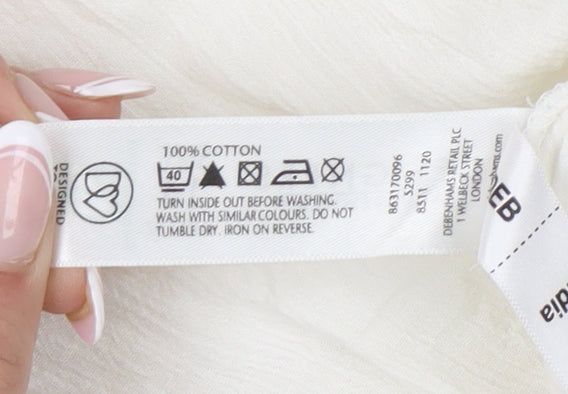 100% COTTON
40
TURN INSIDE OUT BEFORE WASHING.
WASH WITH SIMILAR COLOURS. DO NOT
TUMBLE DRY. IRON ON REVERSE.
DESIGNED
863170096
5299
8511 1120
DEBENHAMS RETAIL PLC
1 WELBECK STREET
LONDON
EB
dia